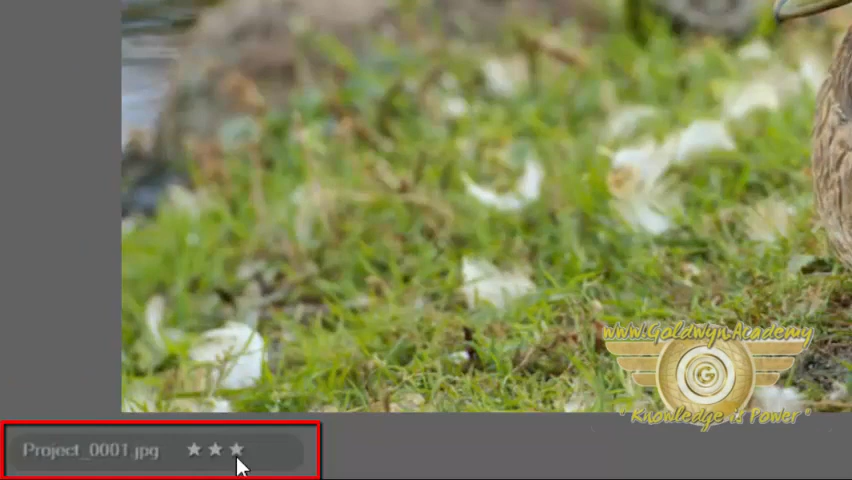 www.Goldwyn.Academy
G
"Knowledge is Power"
Project_0001.jpg ★★★